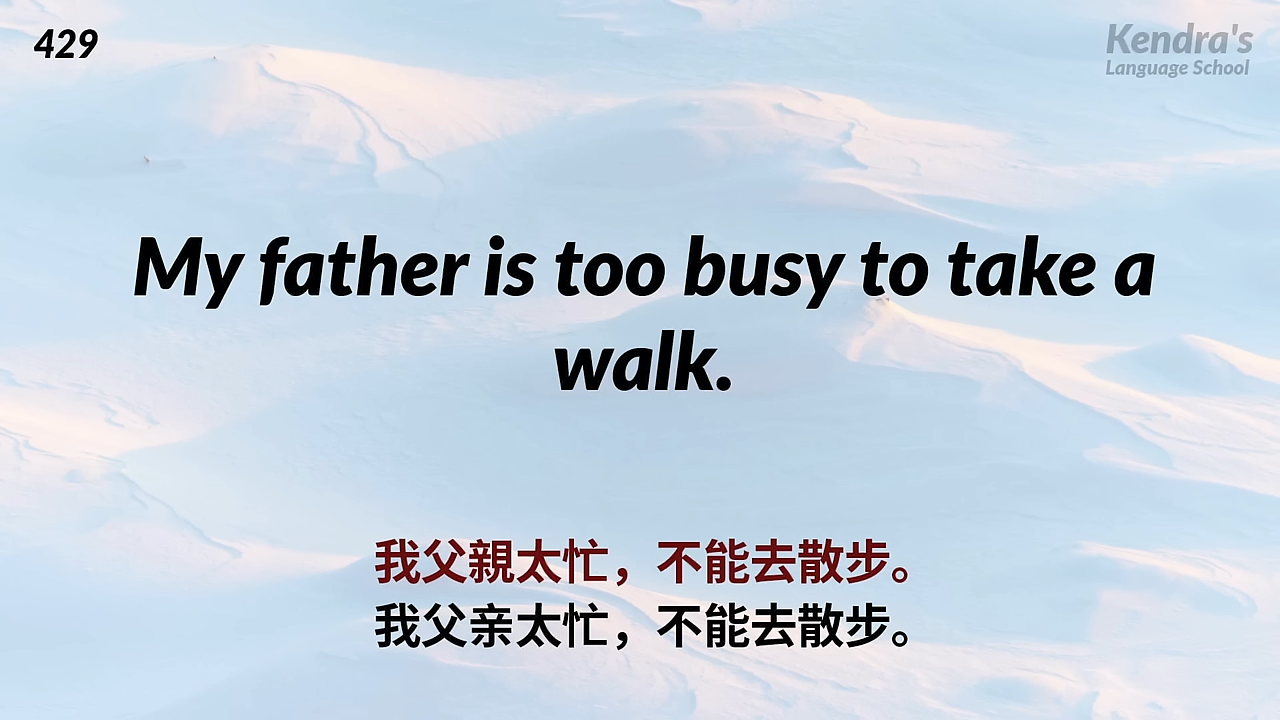 429
Kendra's
Language School
My father is too busy to take a
walk.
我父親太忙，不能去散步。
我父亲太忙，不能去散步。